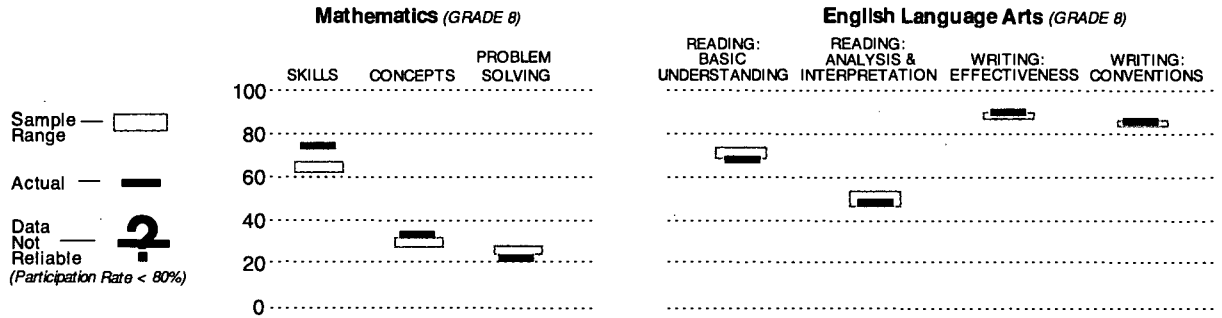 Mathematics (GRADE 8)
SKILLS
CONCEPTS
PROBLEM
SOLVING
English Language Arts (GRADE 8)
READING:
BASIC
UNDERSTANDING
READING:
ANALYSIS &
INTERPRETATION
WRITING:
EFFECTIVENESS
WRITING:
CONVENTIONS
Sample
Range
Actual
Data
Not
Reliable
(Participation Rate < 80%)
?
100
80
60
40
20
0